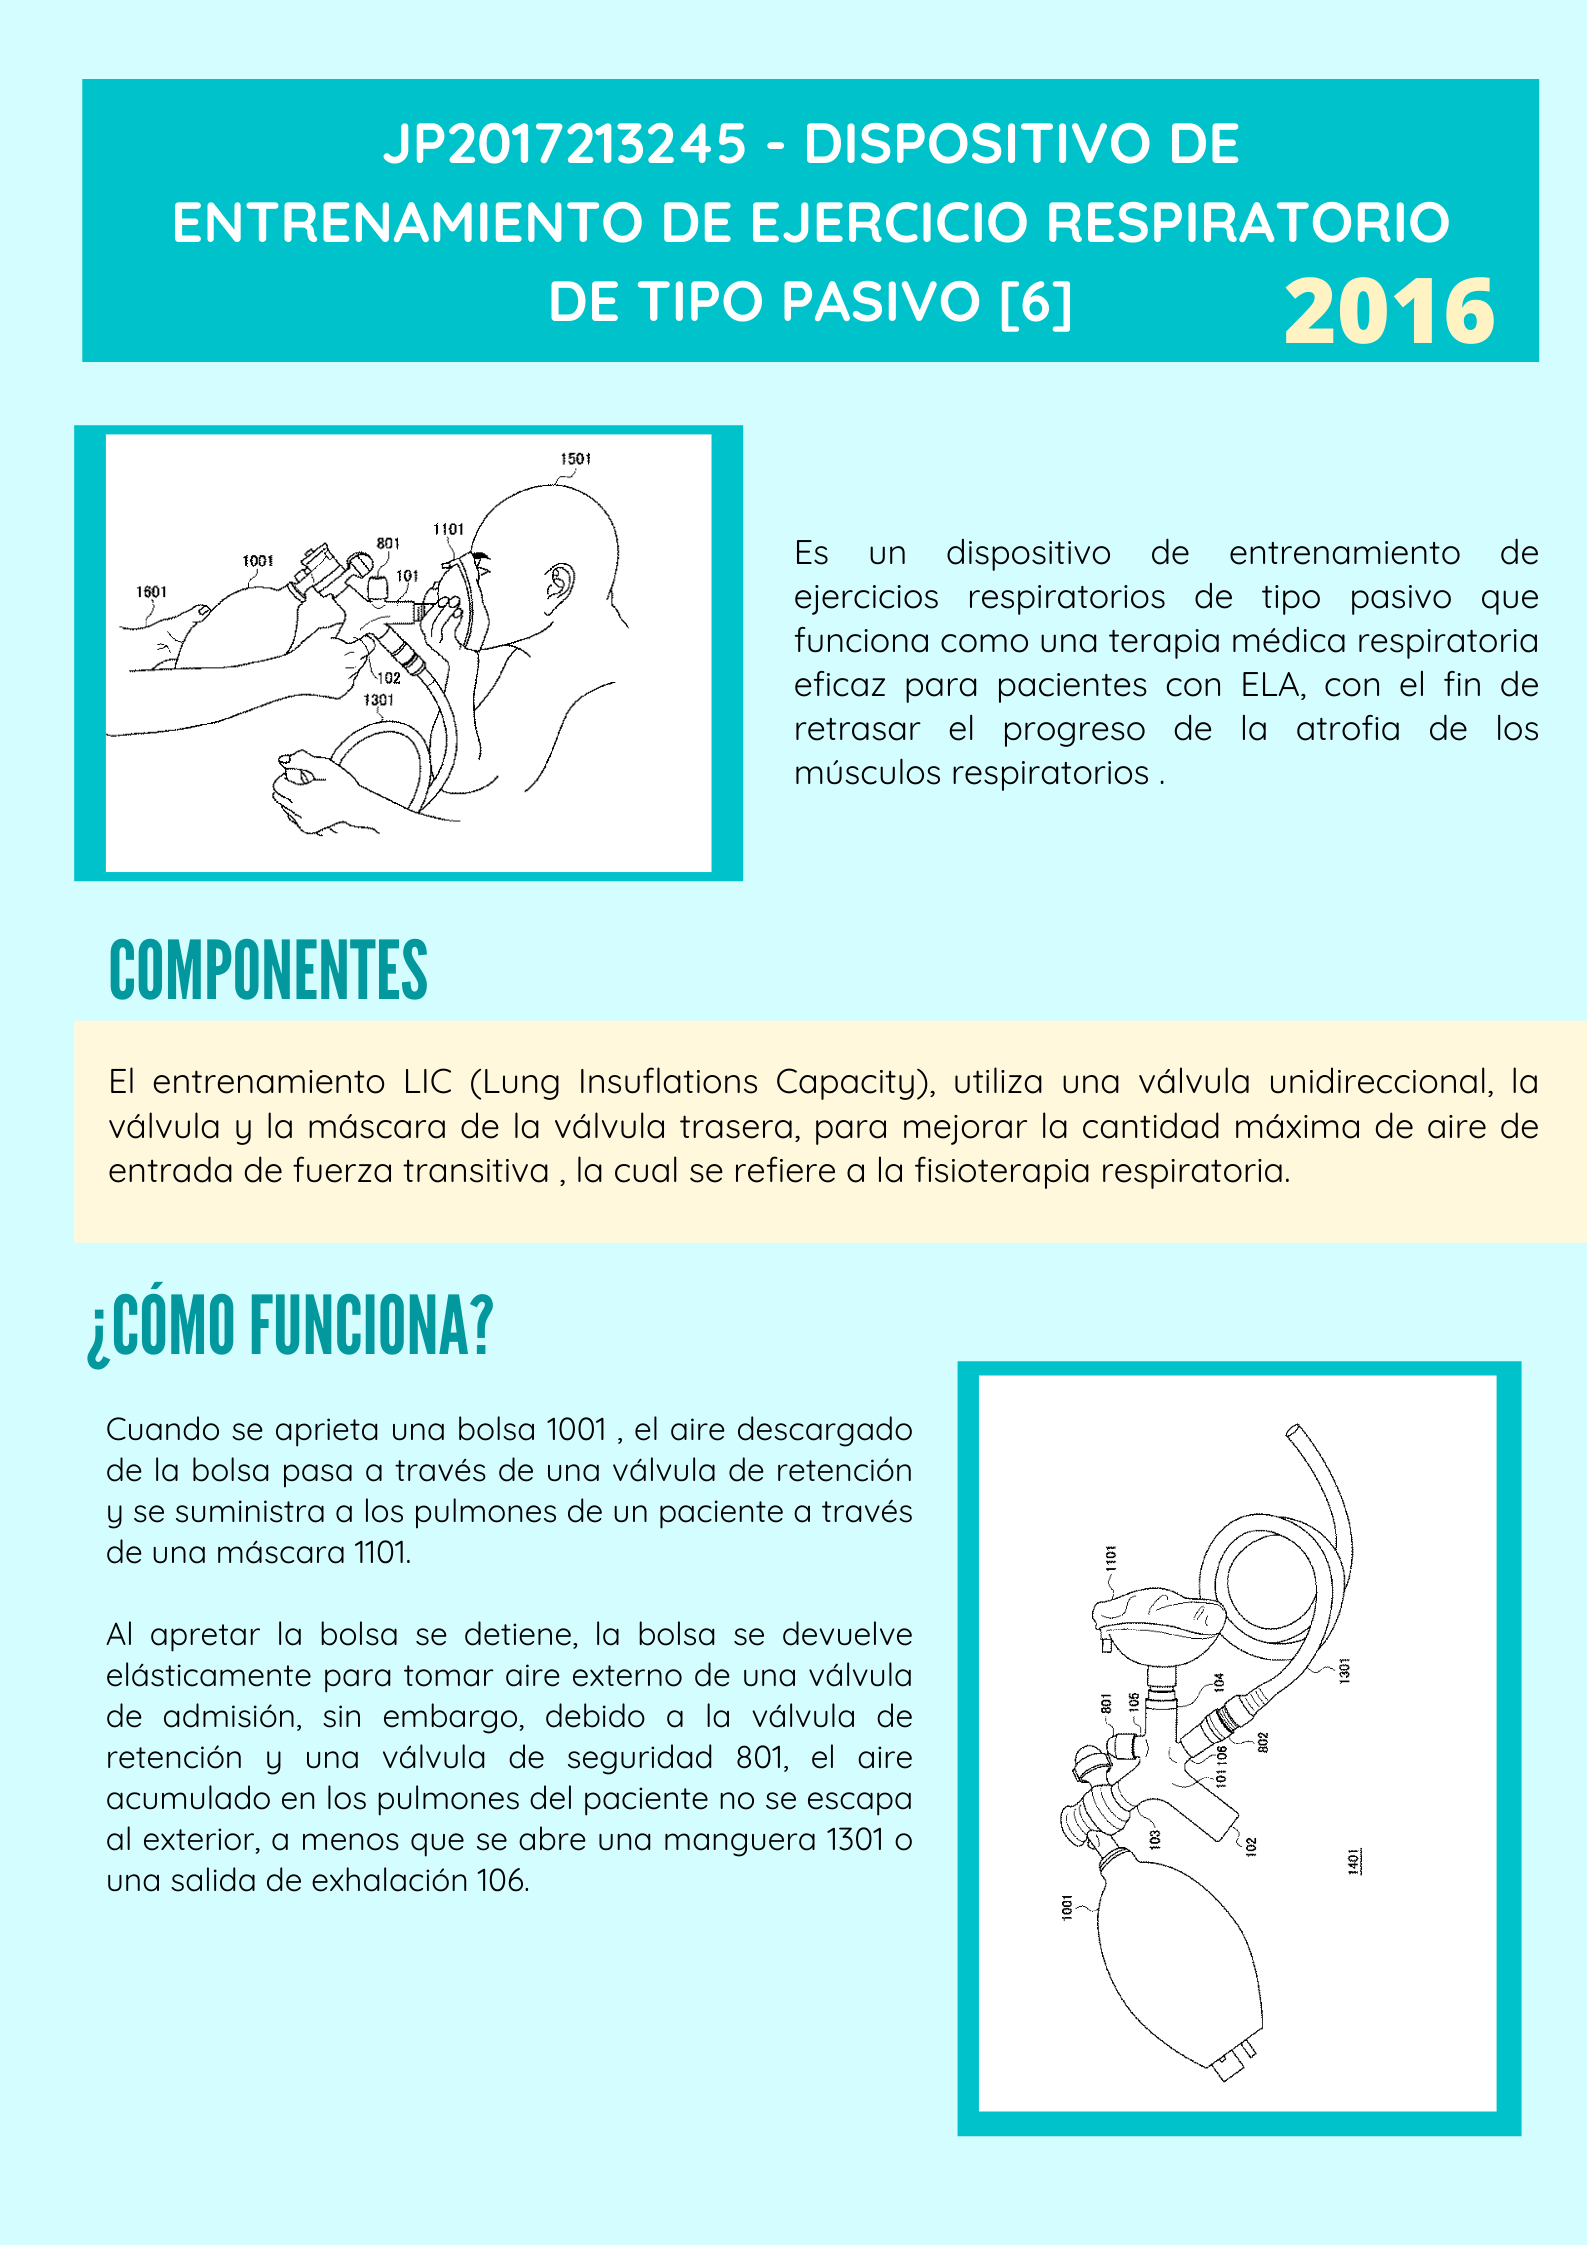 JP2017213245 - DISPOSITIVO DE
ENTRENAMIENTO DE EJERCICIO RESPIRATORIO
DE TIPO PASIVO [6]
2016
1501
1101
801
1001
101
1601
102
1301
Es un dispositivo de entrenamiento de
ejercicios respiratorios de tipo pasivo que
funciona como una terapia médica respiratoria
eficaz para pacientes con ELA, con el fin de
retrasar el progreso de la atrofia de los
músculos respiratorios .
COMPONENTES
El entrenamiento LIC (Lung Insuflations Capacity), utiliza una válvula unidireccional, la
válvula y la máscara de la válvula trasera, para mejorar la cantidad máxima de aire de
entrada de fuerza transitiva , la cual se refiere a la fisioterapia respiratoria.
¿CÓMO FUNCIONA?
Cuando se aprieta una bolsa 1001 , el aire descargado
de la bolsa pasa a través de una válvula de retención
y se suministra a los pulmones de un paciente a través
de una máscara 1101.
Al apretar la bolsa se detiene, la bolsa se devuelve
elásticamente para tomar aire externo de una válvula
de admisión, sin embargo, debido a la válvula de
retención y una válvula de seguridad 801, el aire
acumulado en los pulmones del paciente no se escapa
al exterior, a menos que se abre una manguera 1301 o
una salida de exhalación 106.
1101
1301
104
105
801
802
106
101
103
102
1401
1001